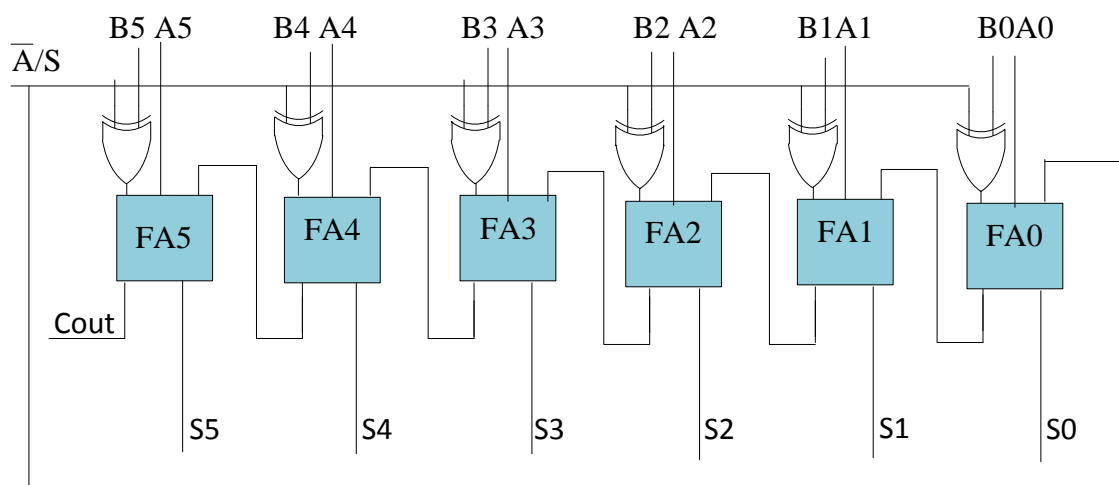 B5 A5 B4 A4 B3 A3 B2 A2 B1A1 B0A0
A̅/S
FA5 FA4 FA3 FA2 FA1 FA0
Cout
S5 S4 S3 S2 S1 S0